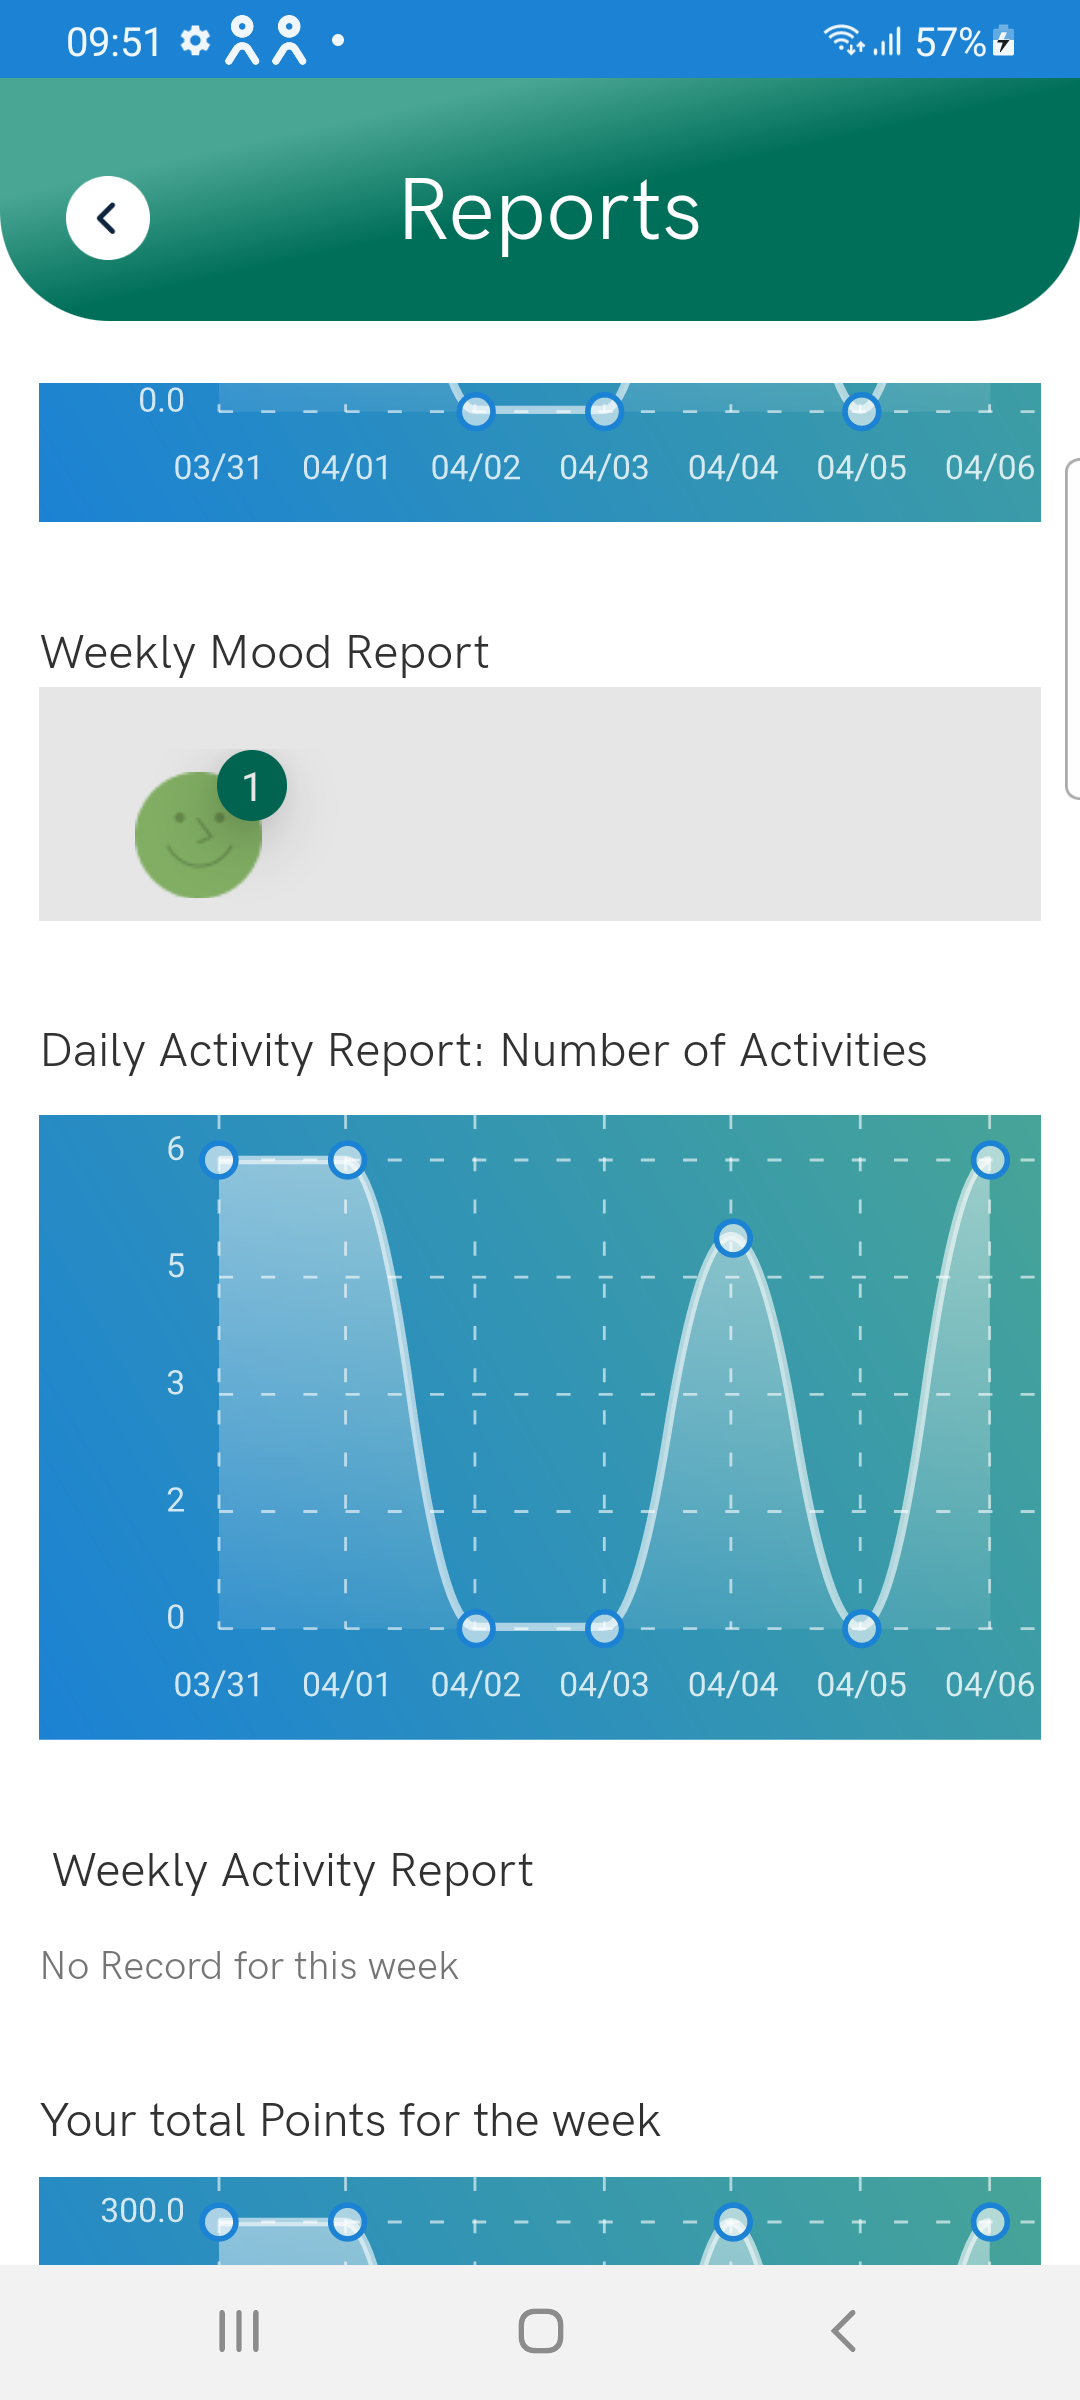 09:51
57%
Reports
0.0
03/31 04/01 04/02 04/03 04/04 04/05 04/06
Weekly Mood Report
1
Daily Activity Report: Number of Activities
6
5
3
2
0
03/31 04/01 04/02 04/03 04/04 04/05 04/06
Weekly Activity Report
No Record for this week
Your total Points for the week
300.0